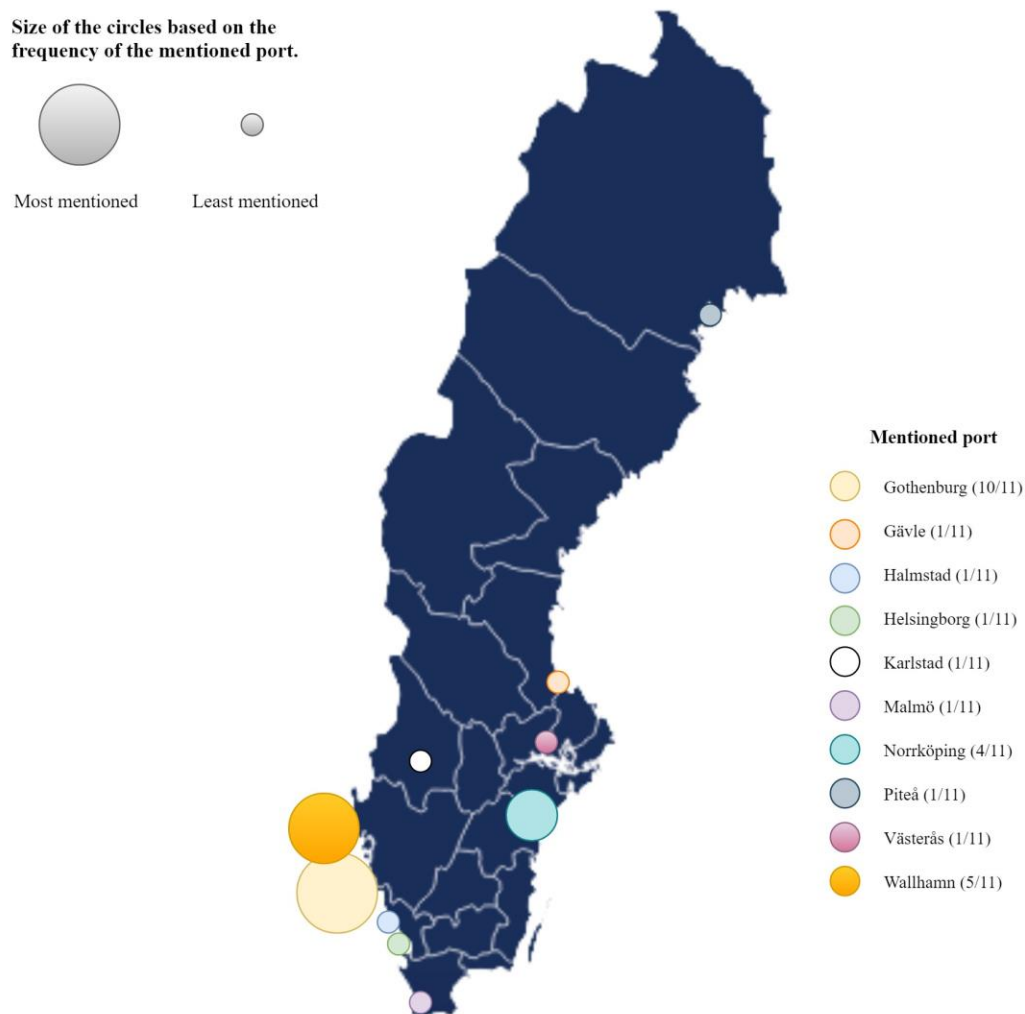 Size of the circles based on the
frequency of the mentioned port.
Most mentioned
Least mentioned
Mentioned port
Gothenburg (10/11)
Gävle (1/11)
Halmstad (1/11)
Helsingborg (1/11)
Karlstad (1/11)
Malmö (1/11)
Norrköping (4/11)
Piteå (1/11)
Västerås (1/11)
Wallhamn (5/11)